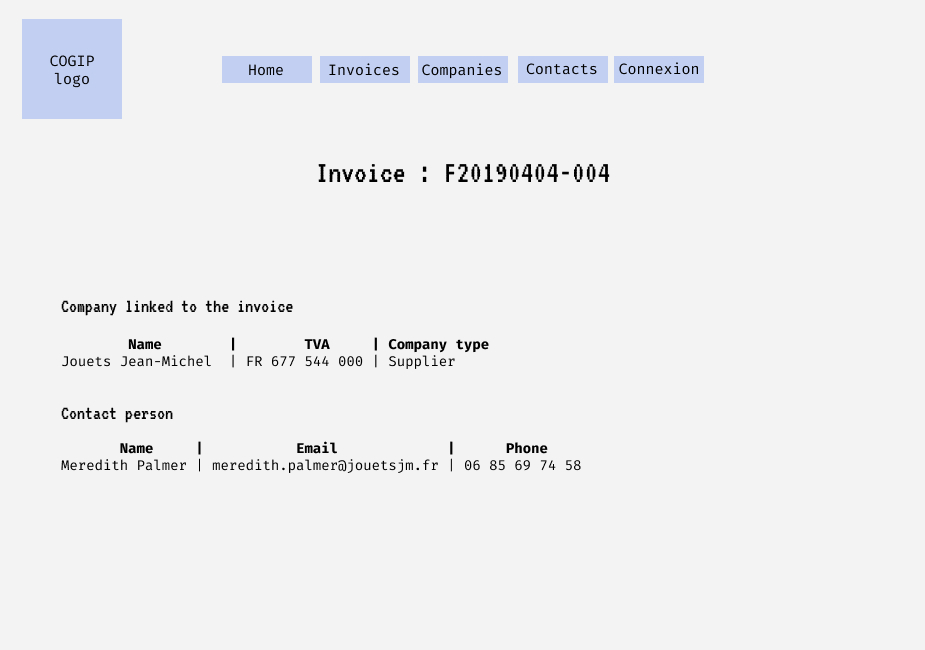 COGIP
logo
Home Invoices Companies Contacts Connexion
Invoice : F20190404-004
Company linked to the invoice
Name | TVA | Company type
Jouets Jean-Michel | FR 677 544 000 | Supplier
Contact person
Name | Email | Phone
Meredith Palmer | meredith.palmer@jouetsjm.fr | 06 85 69 74 58